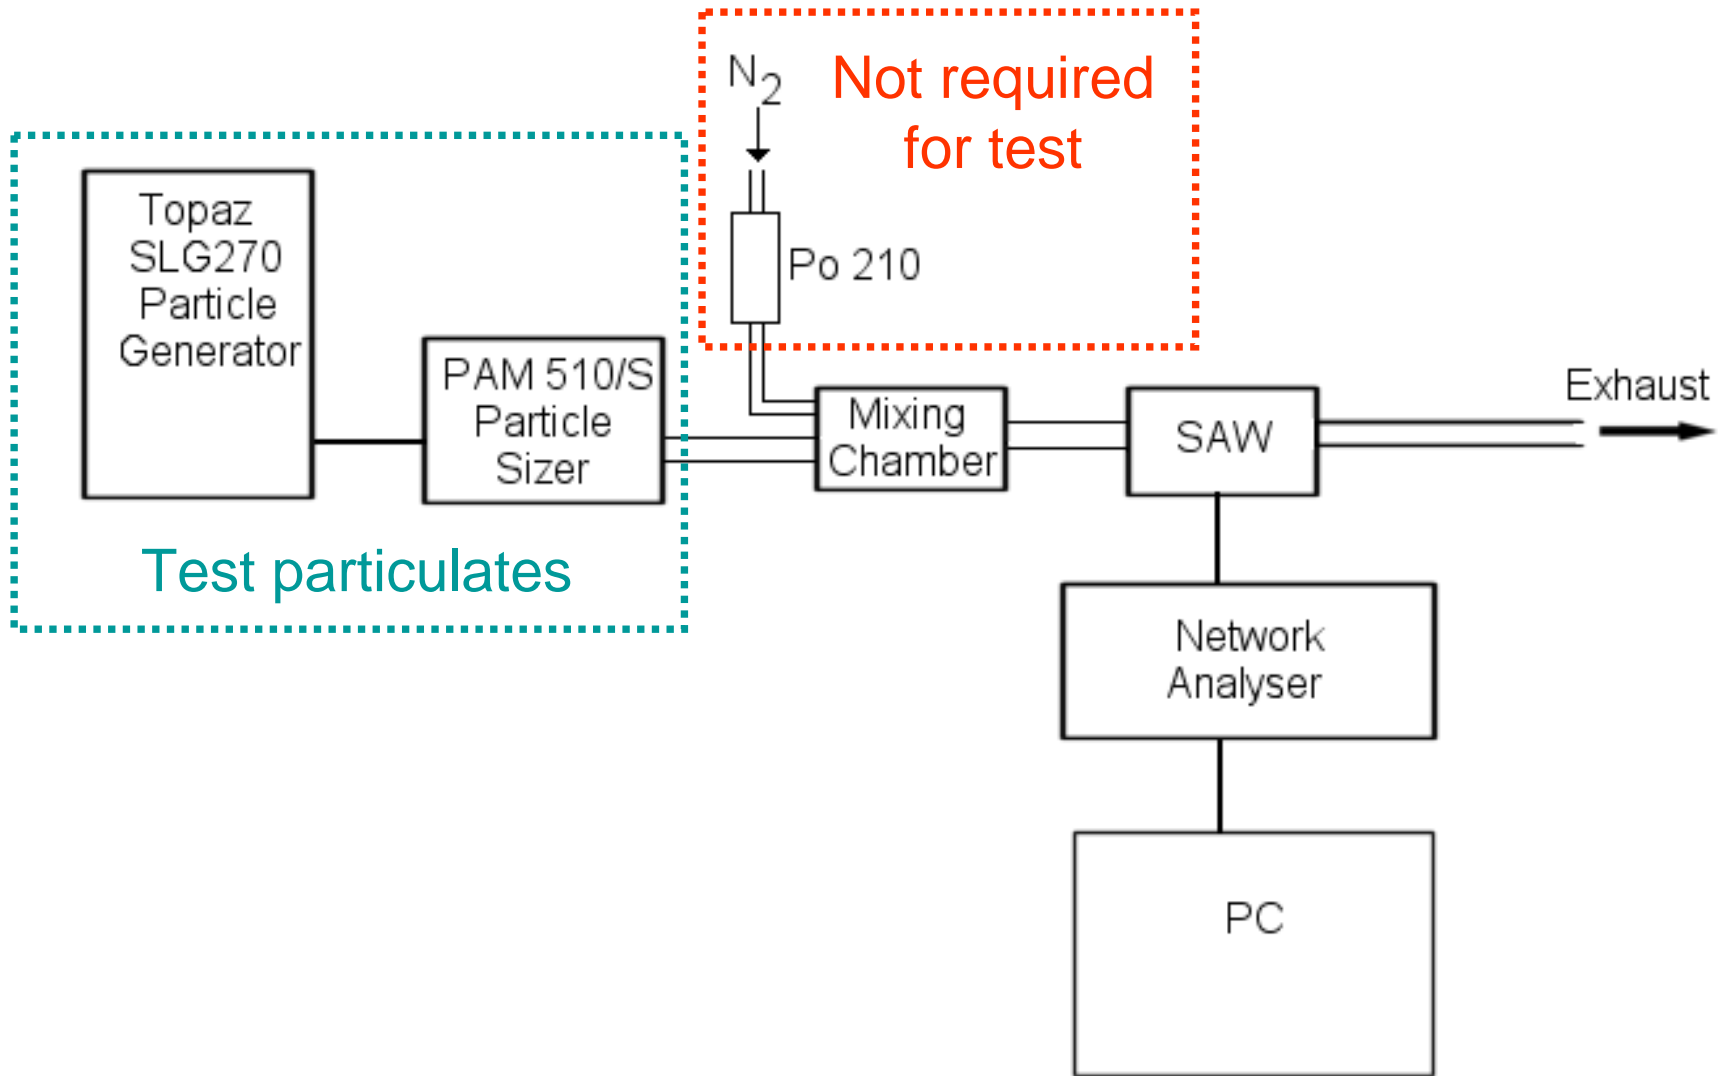 N2
Not required
for test
Topaz
SLG270
Particle
Generator
Po 210
PAM 510/S
Particle
Sizer
Mixing
Chamber
SAW
Exhaust
Test particulates
Network
Analyser
PC